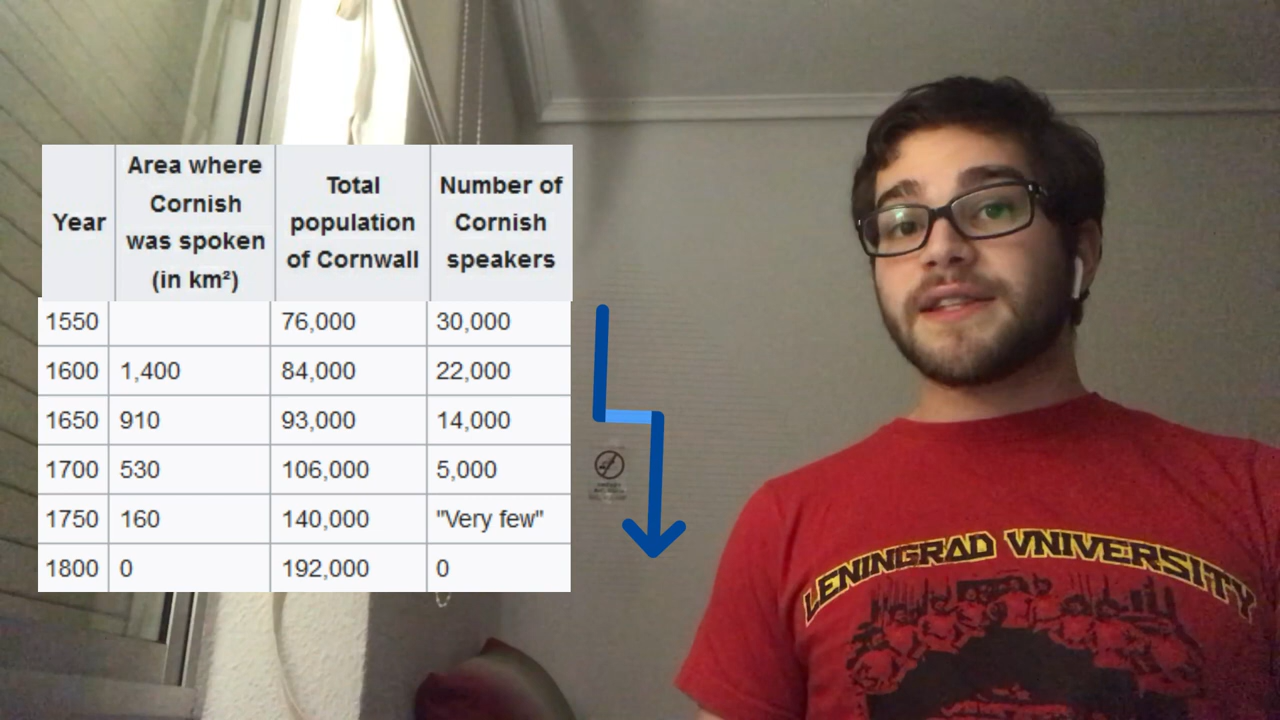 Year
Area where
Cornish
was spoken
(in km²)
Total
population
of Cornwall
Number of
Cornish
speakers
1550 76,000 30,000
1600 1,400 84,000 22,000
1650 910 93,000 14,000
1700 530 106,000 5,000
1750 160 140,000 "Very few"
1800 0 192,000 0
LENINGRAD VNIVERSITY